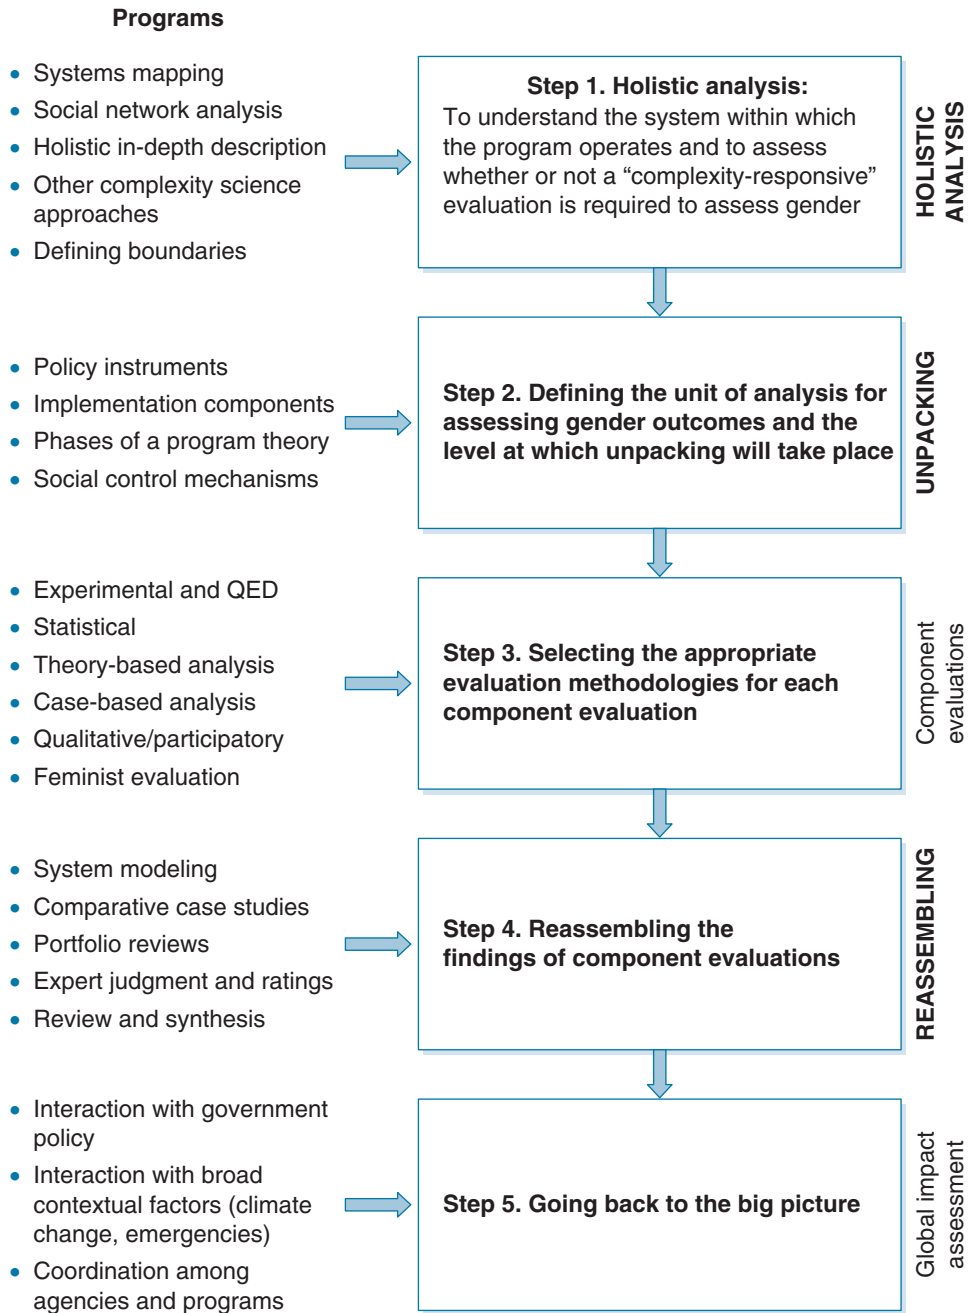 Programs
• Systems mapping
• Social network analysis
• Holistic in-depth description
• Other complexity science
approaches
• Defining boundaries
Step 1. Holistic analysis:
To understand the system within which
the program operates and to assess
whether or not a “complexity-responsive”
evaluation is required to assess gender
HOLISTIC
ANALYSIS
• Policy instruments
• Implementation components
• Phases of a program theory
• Social control mechanisms
Step 2. Defining the unit of analysis for
assessing gender outcomes and the
level at which unpacking will take place
UNPACKING
• Experimental and QED
• Statistical
• Theory-based analysis
• Case-based analysis
• Qualitative/participatory
• Feminist evaluation
Step 3. Selecting the appropriate
evaluation methodologies for each
component evaluation
Component
evaluations
• System modeling
• Comparative case studies
• Portfolio reviews
• Expert judgment and ratings
• Review and synthesis
Step 4. Reassembling the
findings of component evaluations
REASSEMBLING
• Interaction with government
policy
• Interaction with broad
contextual factors (climate
change, emergencies)
• Coordination among
agencies and programs
Step 5. Going back to the big picture
Global impact
assessment